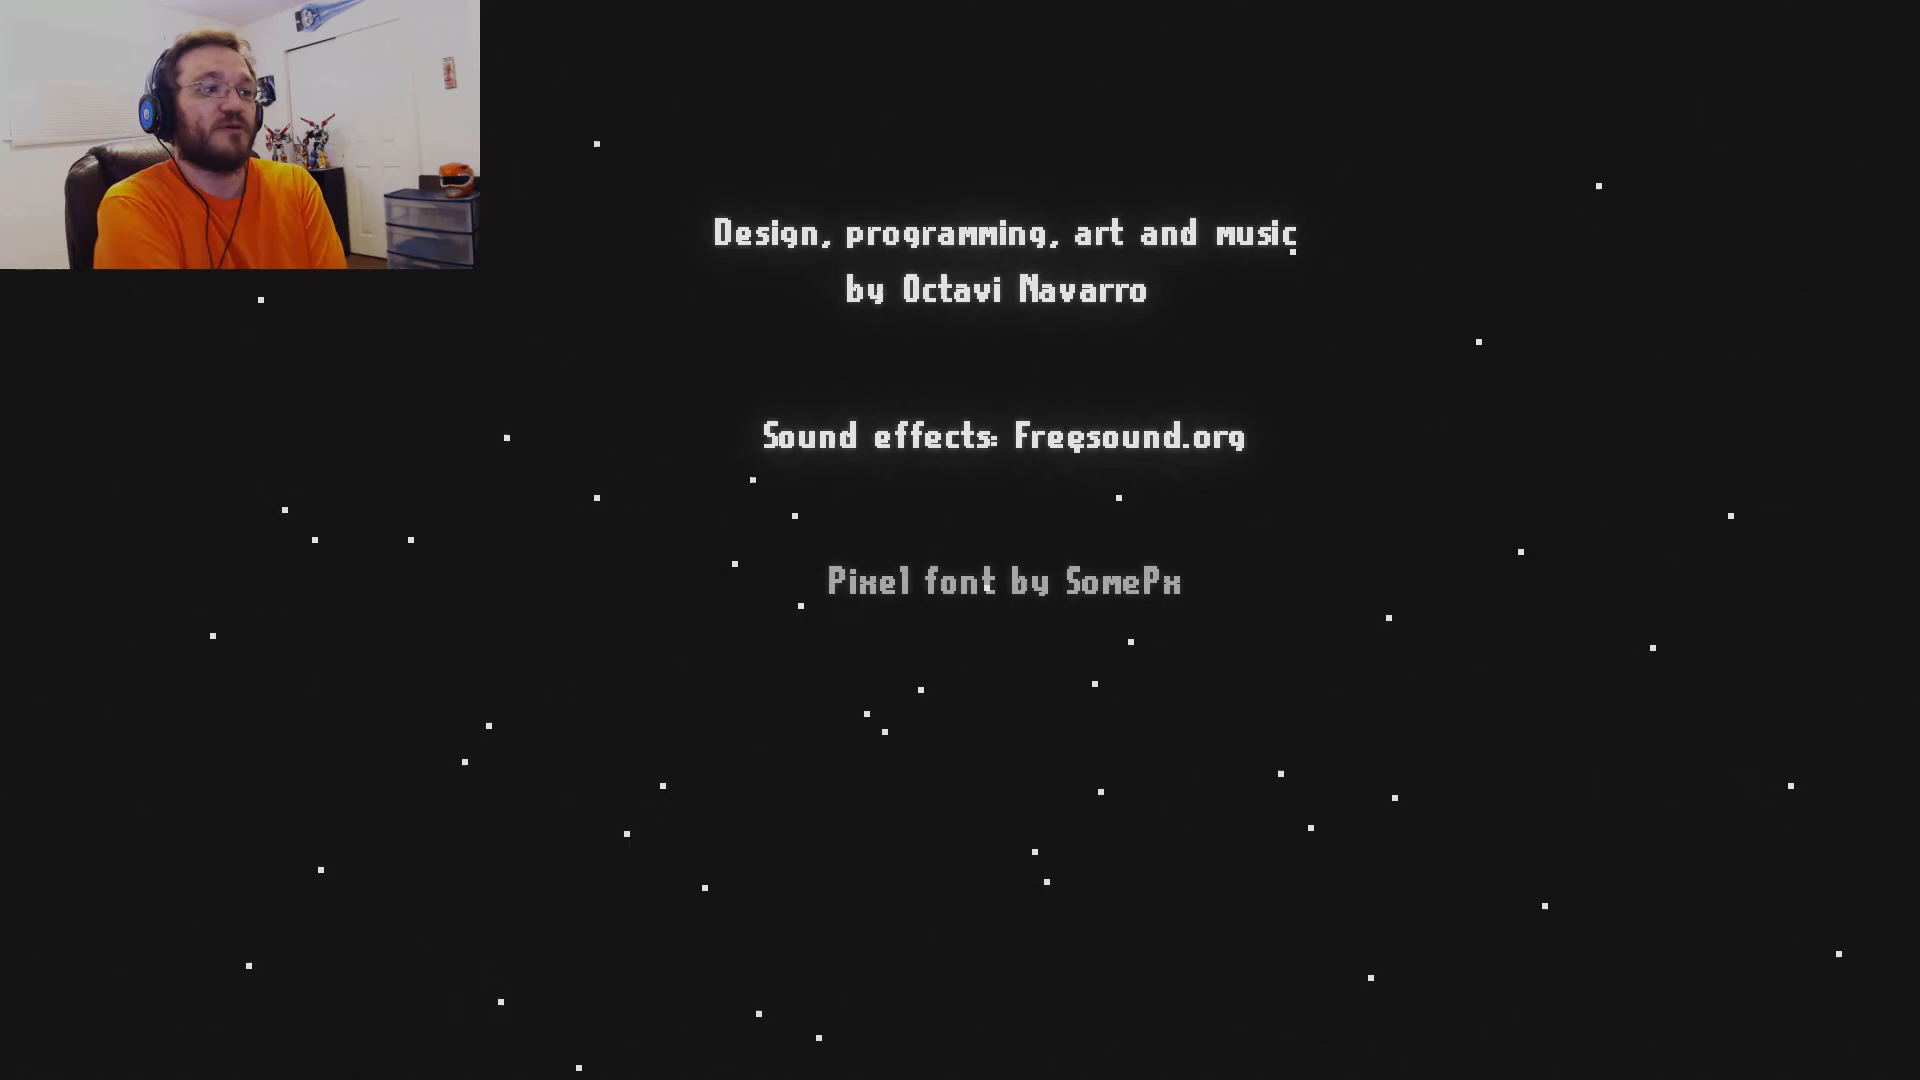 Design, programming, art and music
by Octavi Navarro
Sound effects: Freesound.org
Pixel font by SomePx